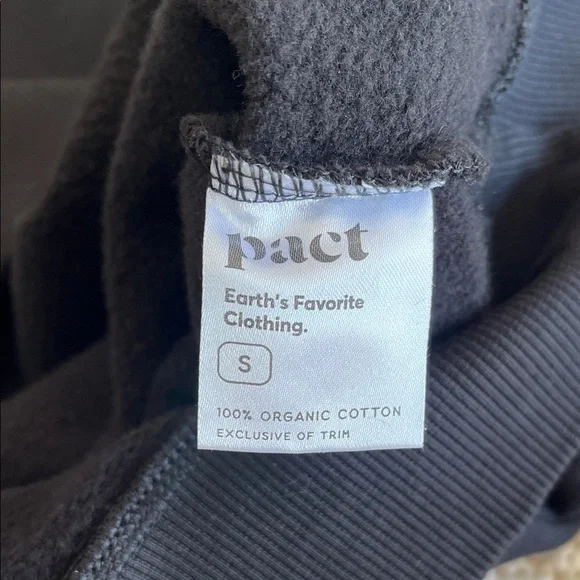 pact
Earth's Favorite
Clothing.
S
100% ORGANIC COTTON
EXCLUSIVE OF TRIM